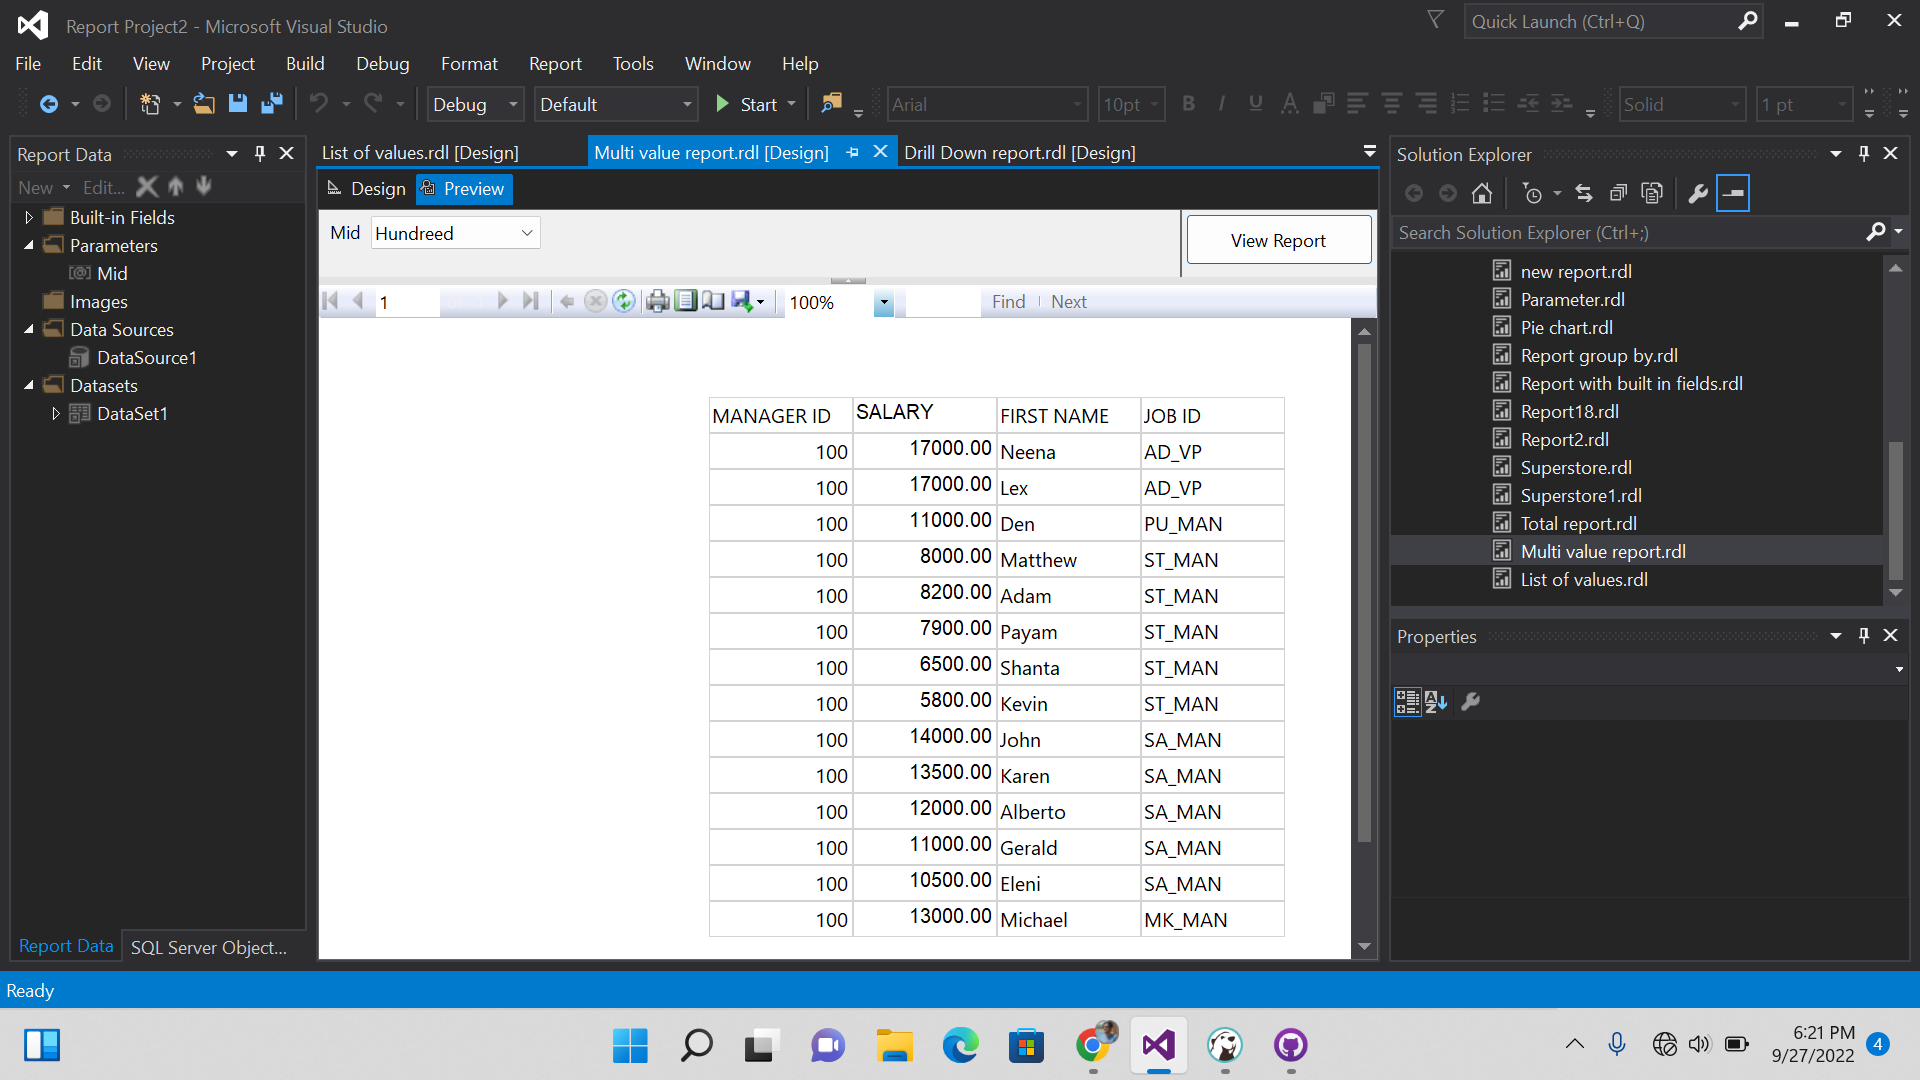 Report Project2 - Microsoft Visual Studio
Quick Launch (Ctrl+Q)
File Edit View Project Build Debug Format Report Tools Window Help
Debug Default Start Arial 10pt B I U A Solid 1 pt
Report Data
New Edit...
Built-in Fields
Parameters
Mid
Images
Data Sources
DataSource1
Datasets
DataSet1
Report Data SQL Server Object...
List of values.rdl [Design] Multi value report.rdl [Design] Drill Down report.rdl [Design]
Design Preview
Mid Hundreed View Report
1 100% Find Next
MANAGER ID SALARY FIRST NAME JOB ID
100 17000.00 Neena AD_VP
100 17000.00 Lex AD_VP
100 11000.00 Den PU_MAN
100 8000.00 Matthew ST_MAN
100 8200.00 Adam ST_MAN
100 7900.00 Payam ST_MAN
100 6500.00 Shanta ST_MAN
100 5800.00 Kevin ST_MAN
100 14000.00 John SA_MAN
100 13500.00 Karen SA_MAN
100 12000.00 Alberto SA_MAN
100 11000.00 Gerald SA_MAN
100 10500.00 Eleni SA_MAN
100 13000.00 Michael MK_MAN
Solution Explorer
Search Solution Explorer (Ctrl+;)
new report.rdl
Parameter.rdl
Pie chart.rdl
Report group by.rdl
Report with built in fields.rdl
Report18.rdl
Report2.rdl
Superstore.rdl
Superstore1.rdl
Total report.rdl
Multi value report.rdl
List of values.rdl
Properties
Ready
6:21 PM
9/27/2022
4